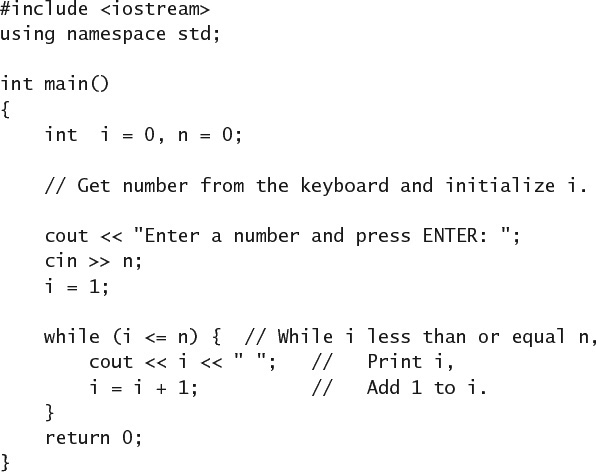 #include <iostream>
using namespace std;

int main()
{
    int  i = 0, n = 0;

    // Get number from the keyboard and initialize i.

    cout << "Enter a number and press ENTER: ";
    cin >> n;
    i = 1;

    while (i <= n) {  // While i less than or equal n,
        cout << i << " ";   //   Print i,
        i = i + 1;          //   Add 1 to i.
    }
    return 0;
}